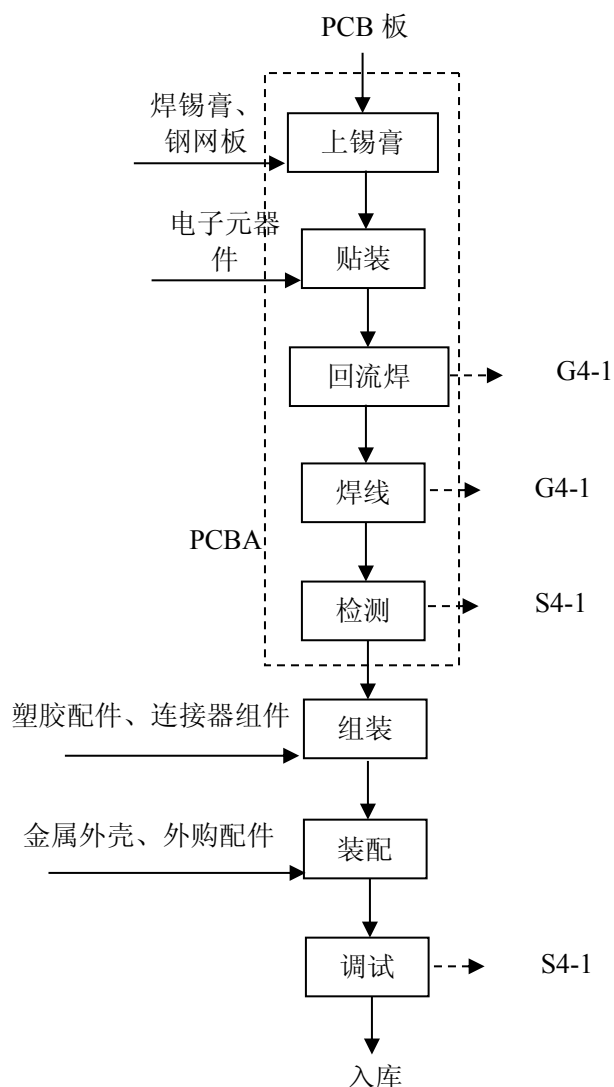 PCB 板
焊锡膏、
钢网板
上锡膏
电子元器
件
贴装
回流焊
G4-1
焊线
G4-1
PCBA
检测
S4-1
塑胶配件、连接器组件
组装
金属外壳、外购配件
装配
调试
S4-1
入库